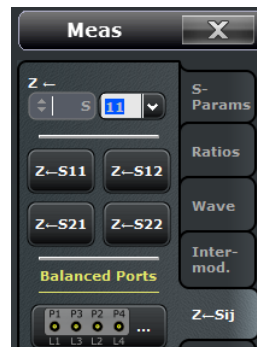 Meas X
Z ←
S 11
Z←S11 Z←S12
Z←S21 Z←S22
Balanced Ports
P1 P3 P2 P4
...
L1 L3 L2 L4
S-
Params
Ratios
Wave
Inter-
mod.
Z←Sij